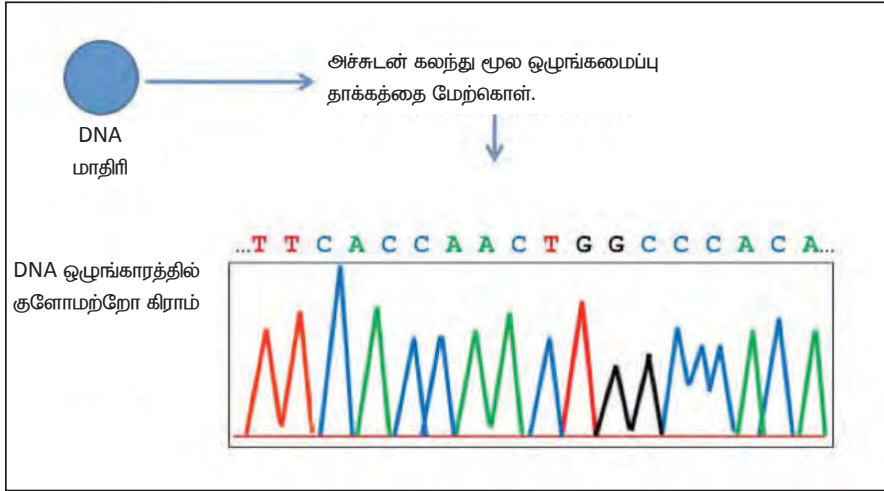 அச்சுடன் கலந்து மூல ஒழுங்கமைப்பு
தாக்கத்தை மேற்கொள்.
DNA
மாதிரி
...T T C A C C A A C T G G C C C A C A...
DNA ஒழுங்காரத்தில்
குளோமற்றோ கிராம்